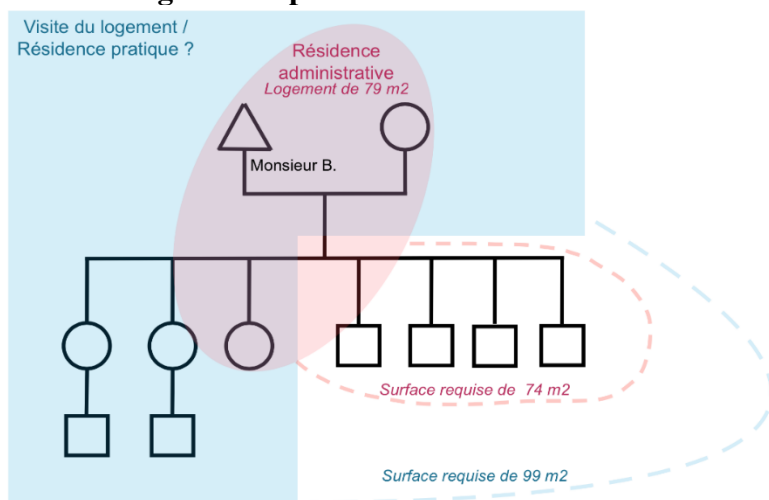 Visite du logement /
Résidence pratique ?
Résidence
administrative
Logement de 79 m2
Monsieur B.
Surface requise de 74 m2
Surface requise de 99 m2